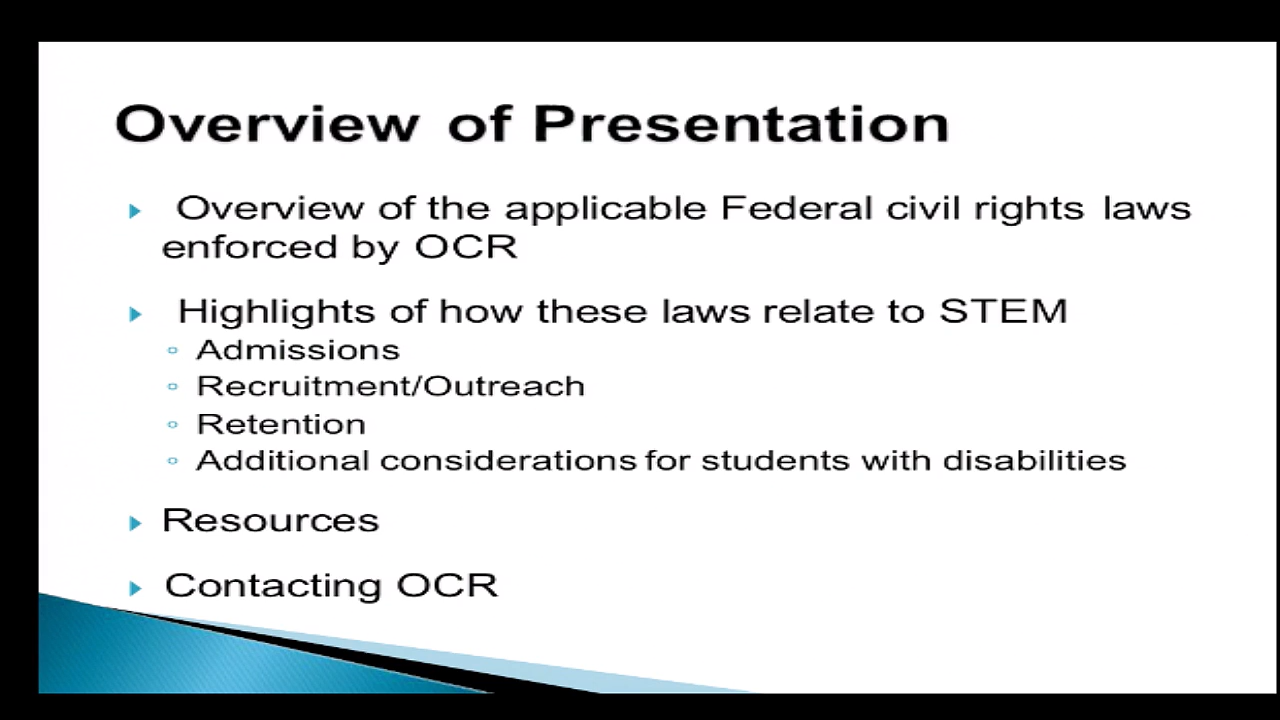 Overview of Presentation
Overview of the applicable Federal civil rights laws
enforced by OCR
Highlights of how these laws relate to STEM
Admissions
Recruitment/Outreach
Retention
Additional considerations for students with disabilities
Resources
Contacting OCR